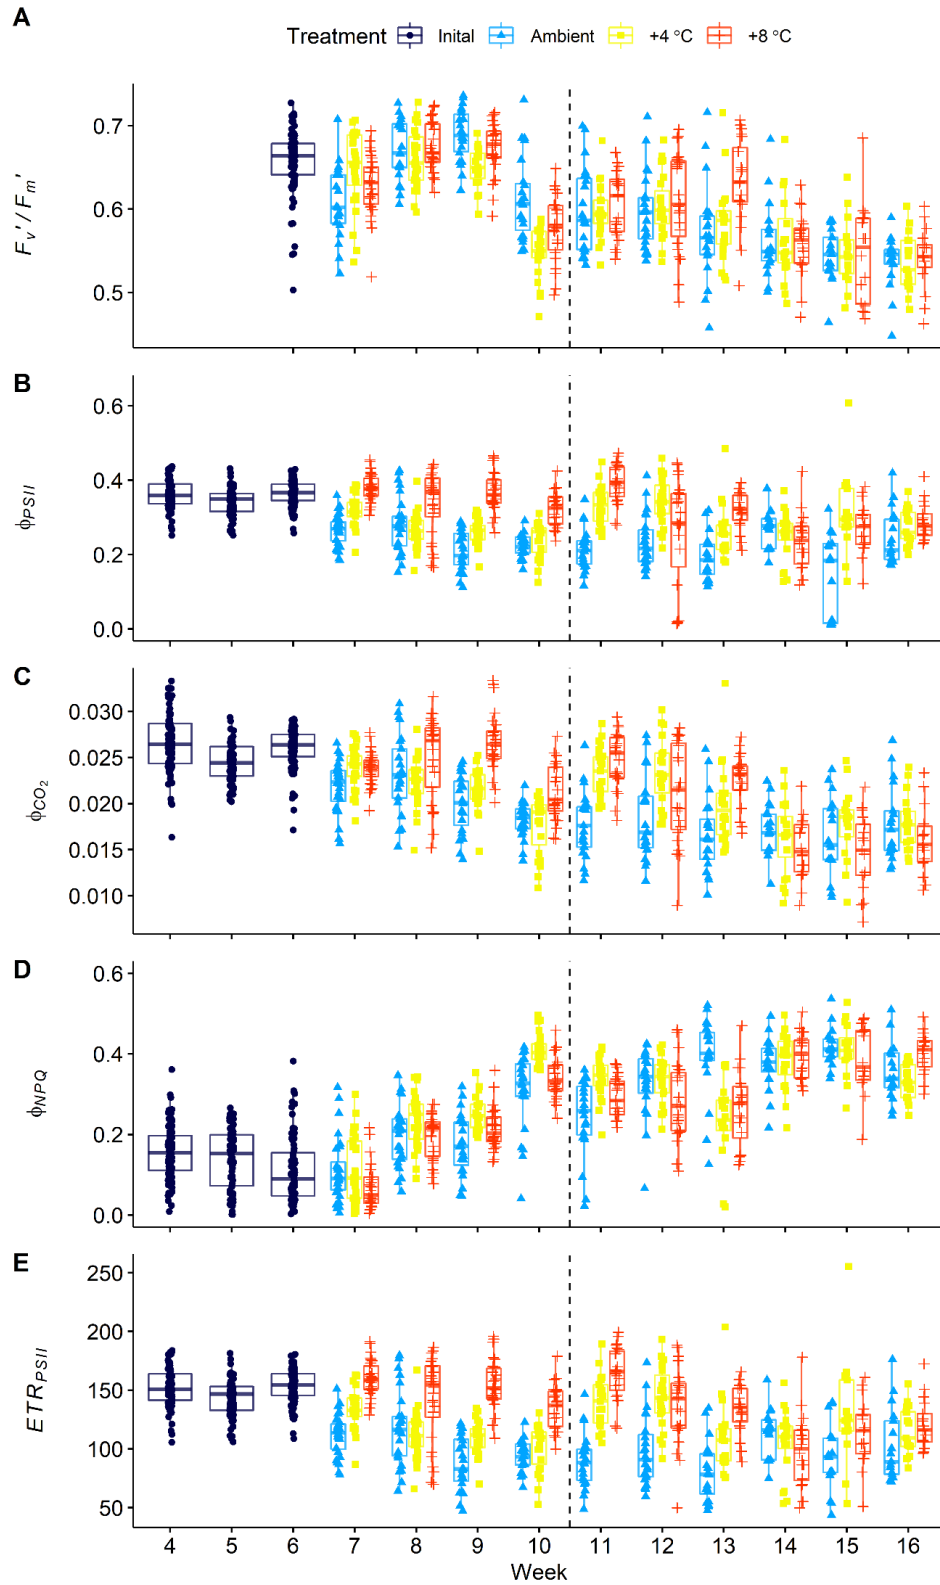 A
Treatment Inital Ambient +4 °C +8 °C
0.7
0.6
0.5
Fv' / Fm'
B
0.6
0.4
0.2
0.0
ϕPSII
C
0.030
0.025
0.020
0.015
0.010
ϕCO2
D
0.6
0.4
0.2
0.0
ϕNPQ
E
250
200
150
100
50
ETRPSII
4 5 6 7 8 9 10 11 12 13 14 15 16
Week